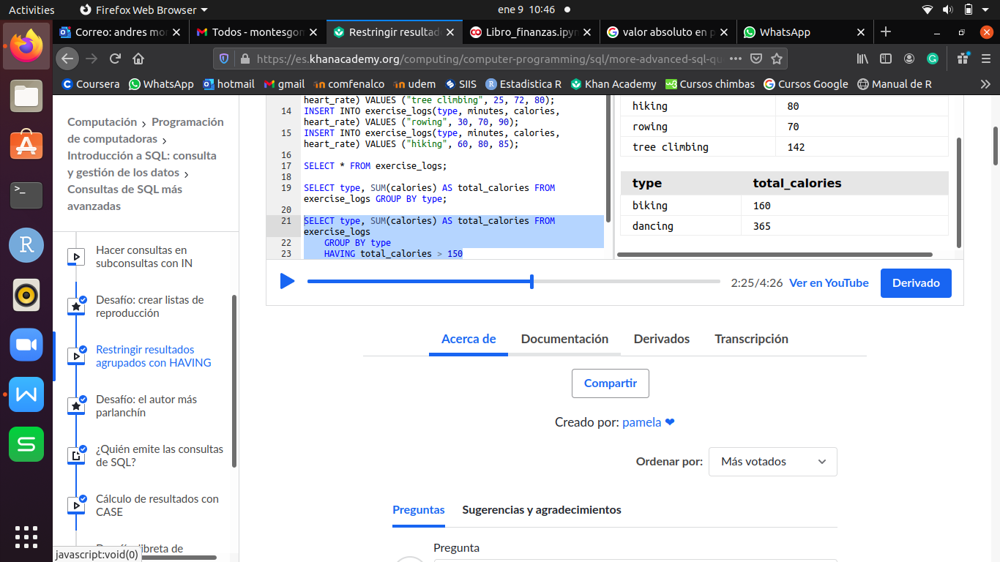 Activities
Firefox Web Browser
ene 9 10:46
Correo: andres mo
Todos - montesgon
Restringir resultado
Libro_finanzas.ipyn
valor absoluto en p
WhatsApp
https://es.khanacademy.org/computing/computer-programming/sql/more-advanced-sql-qu
Coursera
WhatsApp
hotmail
gmail
comfenalco
udem
SIIS
Estadistica R
Khan Academy
Cursos chimbas
Cursos Google
Manual de R
Computación
Programación
de computadoras
Introducción a SQL: consulta
y gestión de los datos
Consultas de SQL más
avanzadas
Hacer consultas en
subconsultas con IN
Desafío: crear listas de
reproducción
Restringir resultados
agrupados con HAVING
Desafío: el autor más
parlanchín
¿Quién emite las consultas
de SQL?
Cálculo de resultados con
CASE
javascript:void(0)
heart_rate) VALUES ("tree climbing", 25, 72, 80);
14 INSERT INTO exercise_logs(type, minutes, calories,
heart_rate) VALUES ("rowing", 30, 70, 90);
15 INSERT INTO exercise_logs(type, minutes, calories,
heart_rate) VALUES ("hiking", 60, 80, 85);
16
17 SELECT * FROM exercise_logs;
18
19 SELECT type, SUM(calories) AS total_calories FROM
exercise_logs GROUP BY type;
20
21 SELECT type, SUM(calories) AS total_calories FROM
exercise_logs
22 GROUP BY type
23 HAVING total_calories > 150
hiking 80
rowing 70
tree climbing 142
type total_calories
biking 160
dancing 365
2:25/4:26
Ver en YouTube
Derivado
Acerca de
Documentación
Derivados
Transcripción
Compartir
Creado por: pamela ❤
Ordenar por:
Más votados
Preguntas
Sugerencias y agradecimientos
Pregunta